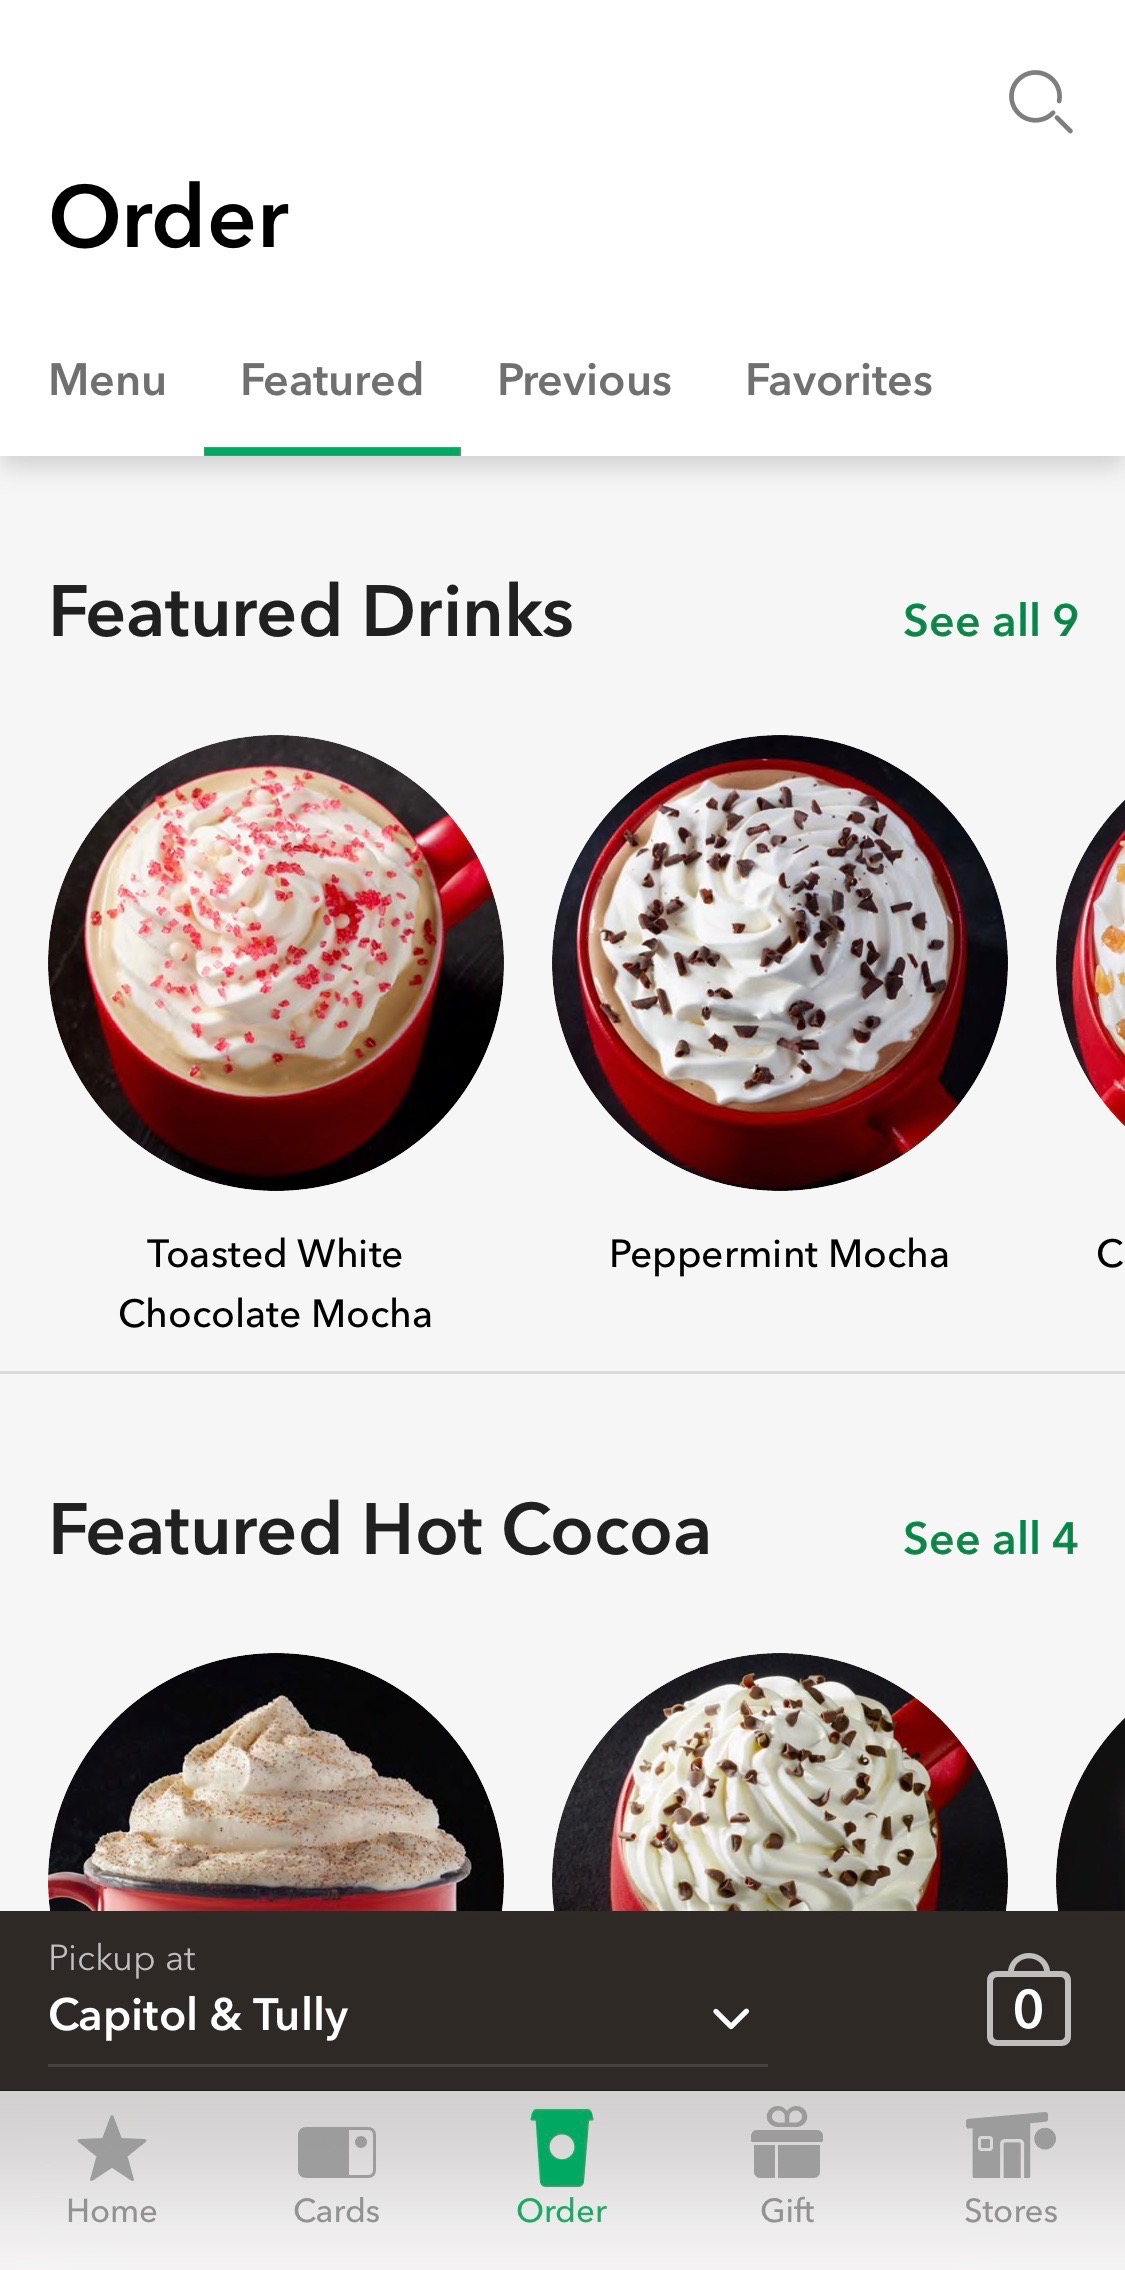 Order
Menu Featured Previous Favorites
Featured Drinks See all 9
Toasted White
Chocolate Mocha
Peppermint Mocha
Featured Hot Cocoa See all 4
Pickup at
Capitol & Tully
0
Home Cards Order Gift Stores